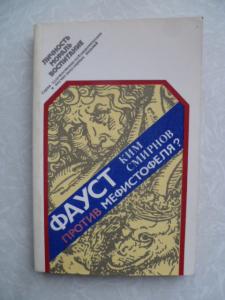 ЛИЧНОСТЬ
МОРАЛЬ
ВОСПИТАНИЕ
КИМ
СМИРНОВ
ФАУСТ
ПРОТИВ
МЕФИСТОФЕЛЯ?